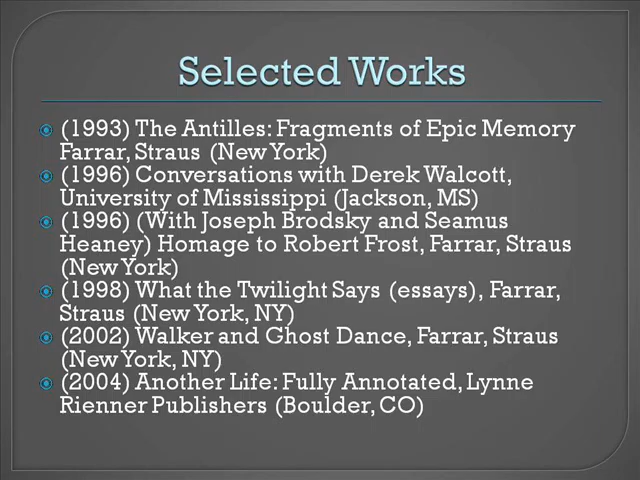 Selected Works
(1993) The Antilles: Fragments of Epic Memory
Farrar, Straus (New York)
(1996) Conversations with Derek Walcott,
University of Mississippi (Jackson, MS)
(1996) (With Joseph Brodsky and Seamus
Heaney) Homage to Robert Frost, Farrar, Straus
(New York)
(1998) What the Twilight Says (essays), Farrar,
Straus (New York, NY)
(2002) Walker and Ghost Dance, Farrar, Straus
(New York, NY)
(2004) Another Life: Fully Annotated, Lynne
Rienner Publishers (Boulder, CO)